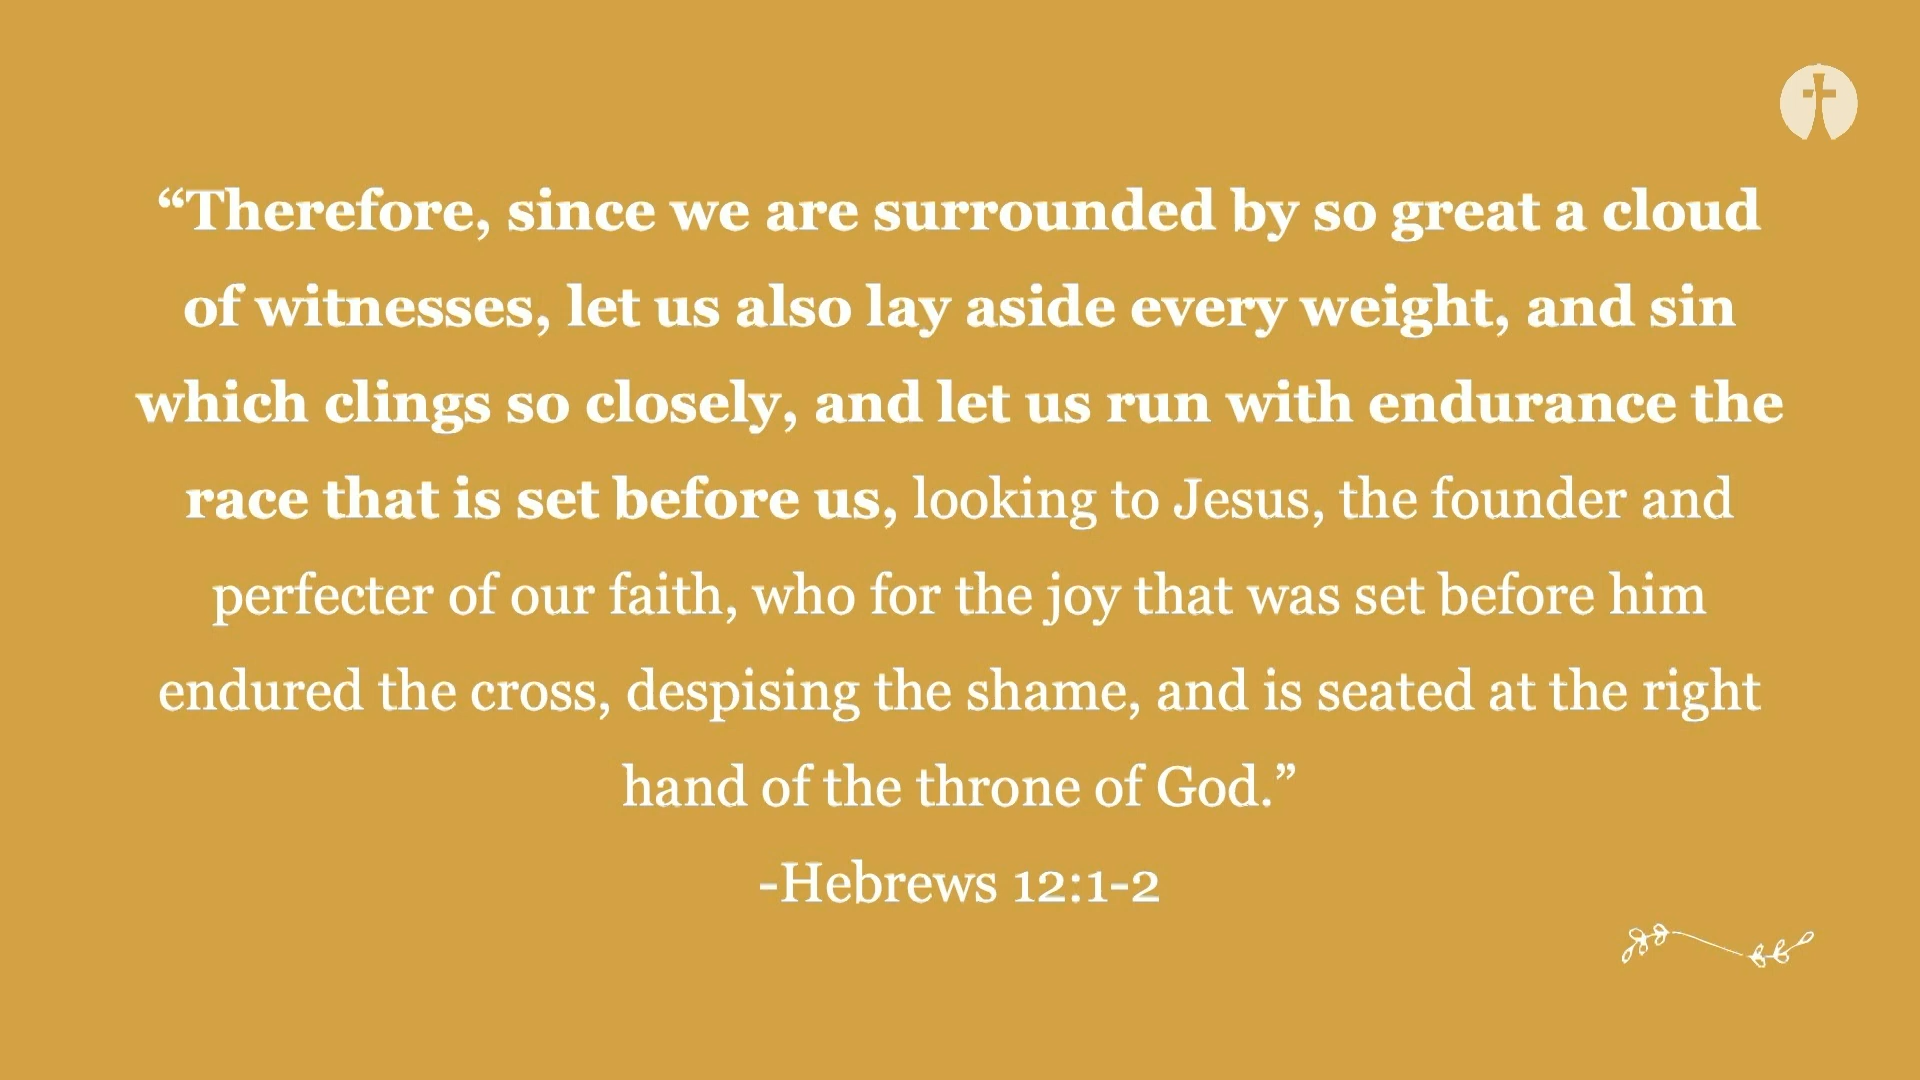 “Therefore, since we are surrounded by so great a cloud
of witnesses, let us also lay aside every weight, and sin
which clings so closely, and let us run with endurance the
race that is set before us, looking to Jesus, the founder and
perfecter of our faith, who for the joy that was set before him
endured the cross, despising the shame, and is seated at the right
hand of the throne of God.”
-Hebrews 12:1-2